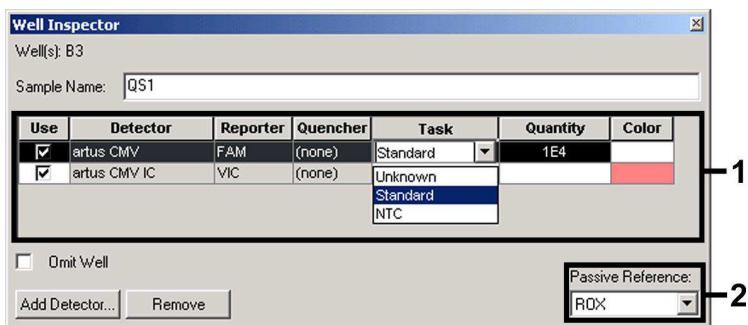 Well Inspector
Well(s): B3
Sample Name: QS1
Use Detector Reporter Quencher Task Quantity Color
artus CMV FAM (none) Standard 1E4
artus CMV IC VIC (none) Unknown
Standard
NTC
1
Omit Well
Passive Reference:
Add Detector... Remove ROX
2